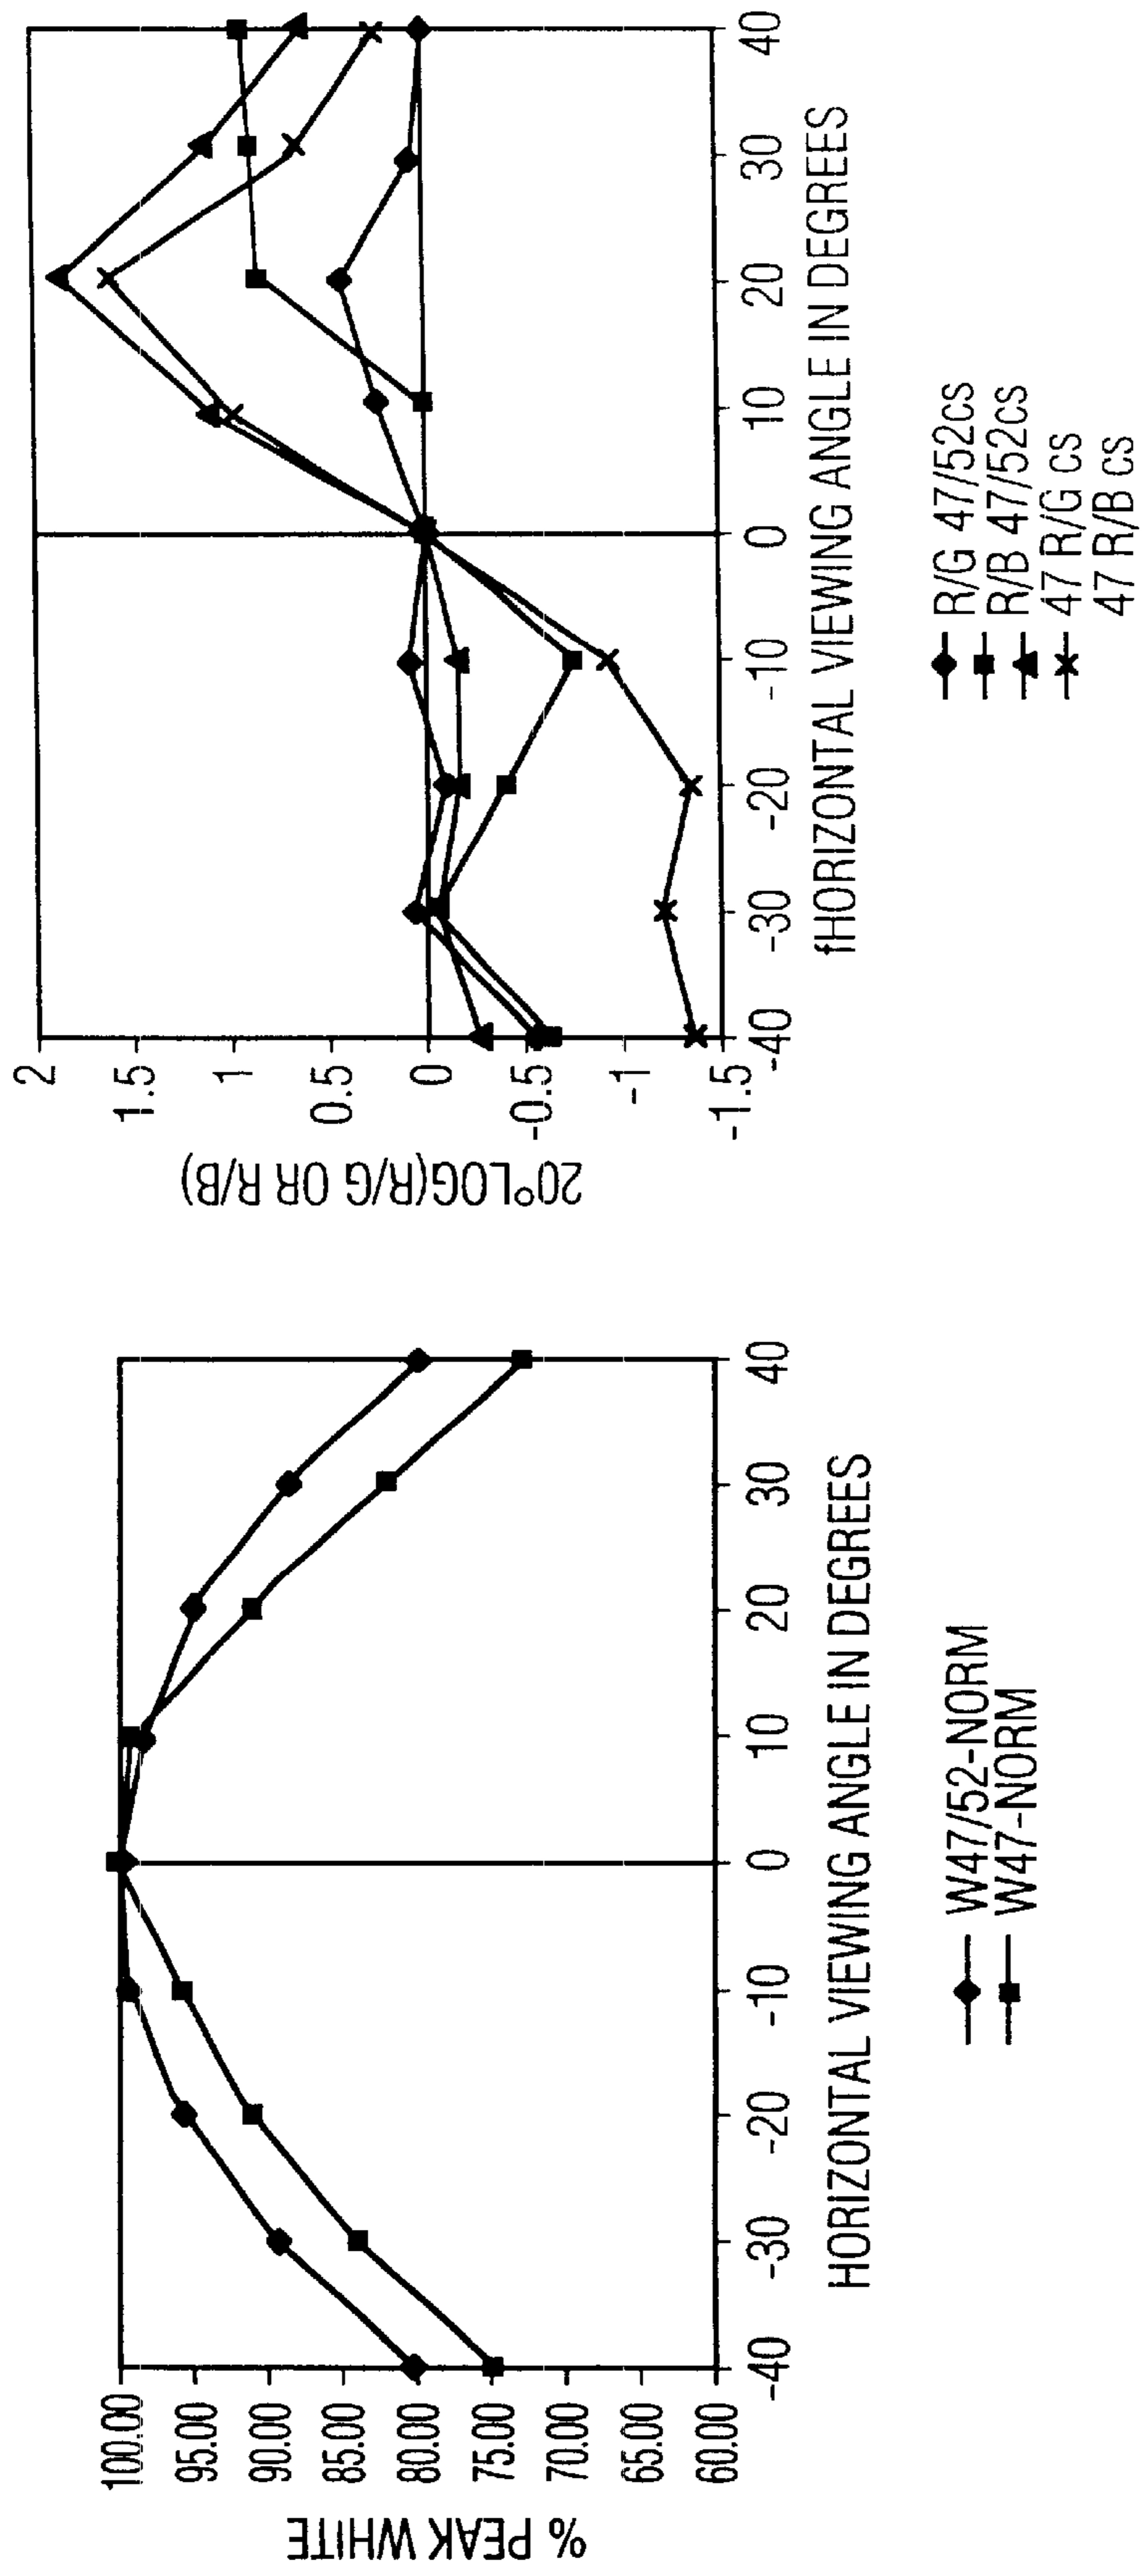 % PEAK WHITE
100.00
95.00
90.00
85.00
80.00
75.00
70.00
65.00
60.00
-40 -30 -20 -10 0 10 20 30 40
HORIZONTAL VIEWING ANGLE IN DEGREES
W47/52-NORM
W47-NORM
20°LOG(R/G OR R/B)
2
1.5
1
0.5
0
-0.5
-1
-1.5
-40 -30 -20 -10 0 10 20 30 40
fHORIZONTAL VIEWING ANGLE IN DEGREES
R/G 47/52cs
R/B 47/52cs
47 R/G cs
47 R/B cs